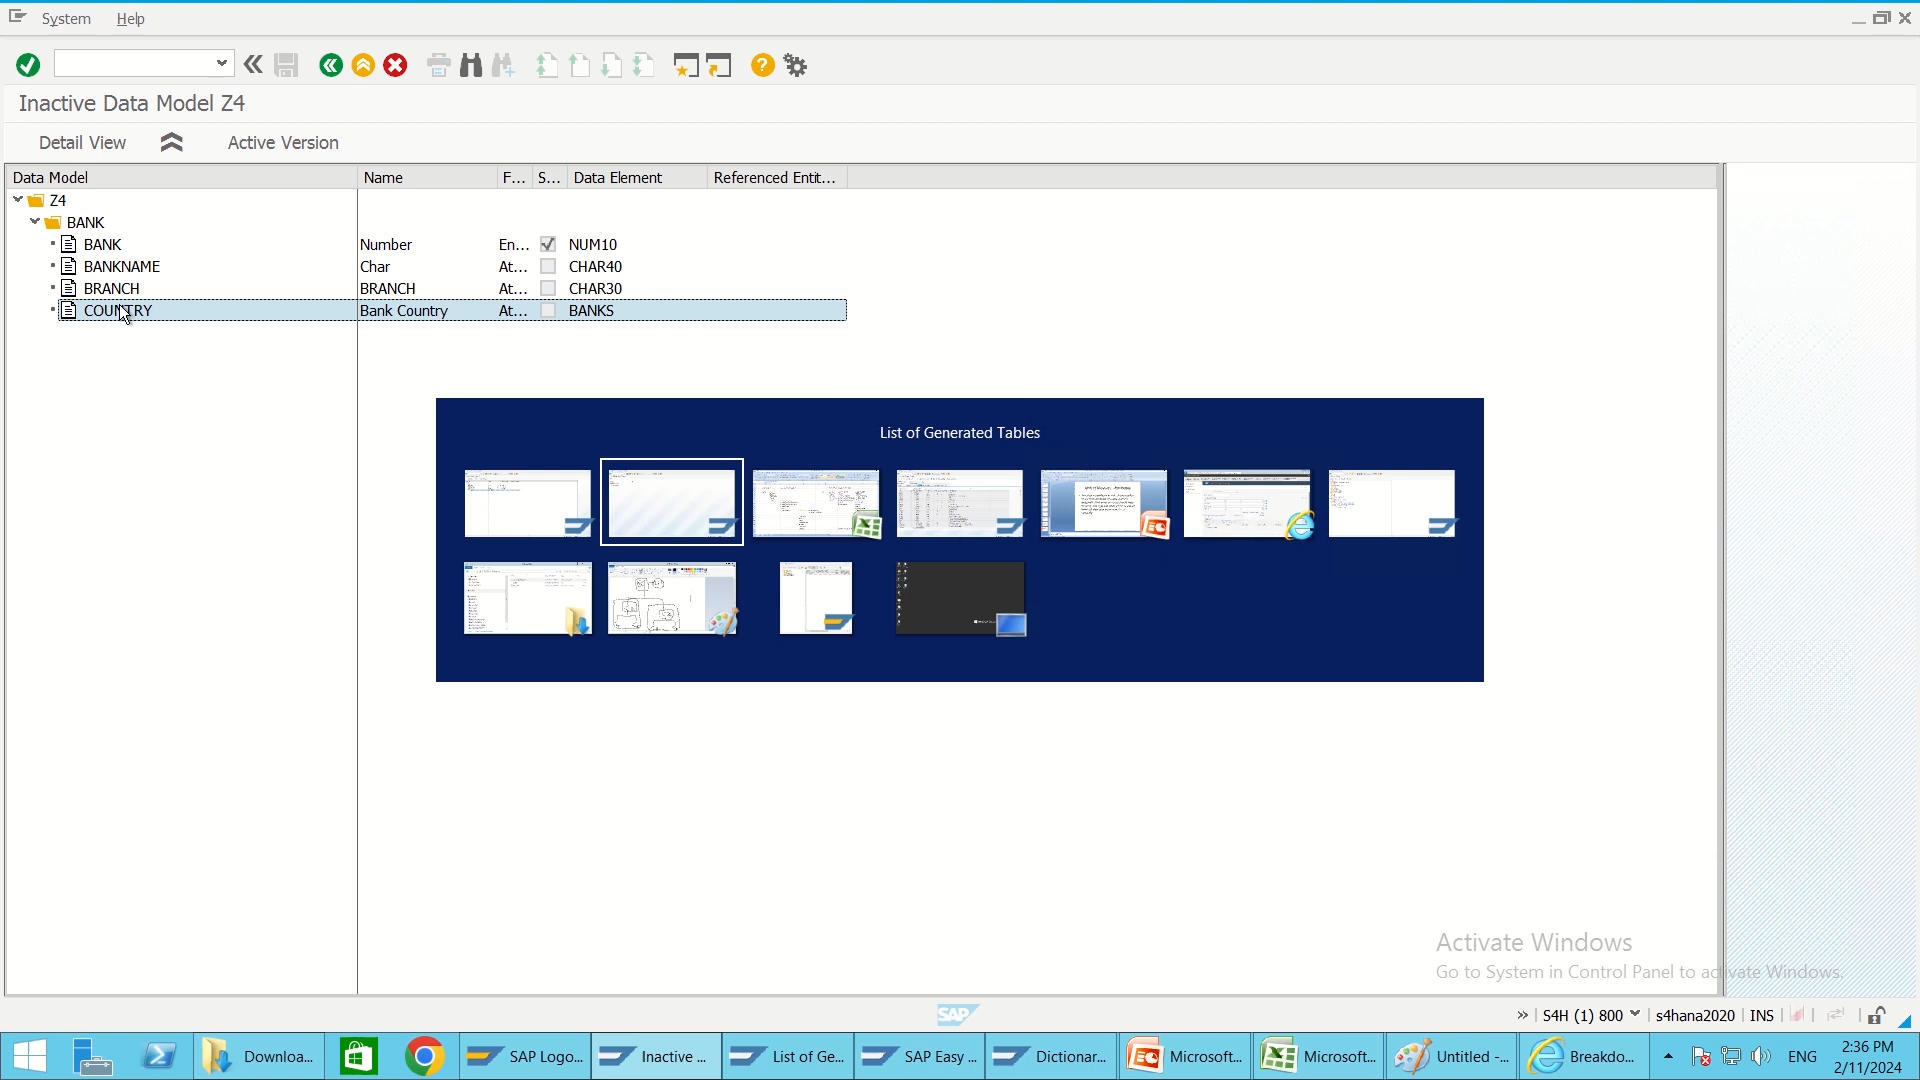 System Help
Inactive Data Model Z4
Detail View Active Version
Data Model Name F... S... Data Element Referenced Entit...
Z4
BANK
BANK Number En... NUM10
BANKNAME Char At... CHAR40
BRANCH BRANCH At... CHAR30
COUNTRY Bank Country At... BANKS
List of Generated Tables
Activate Windows
Go to System in Control Panel to activate Windows.
SAP
S4H (1) 800 s4hana2020 INS
Downloa... SAP Logo... Inactive ... List of Ge... SAP Easy ... Dictionar... Microsoft... Microsoft... Untitled -... Breakdo... ENG 2:36 PM
2/11/2024